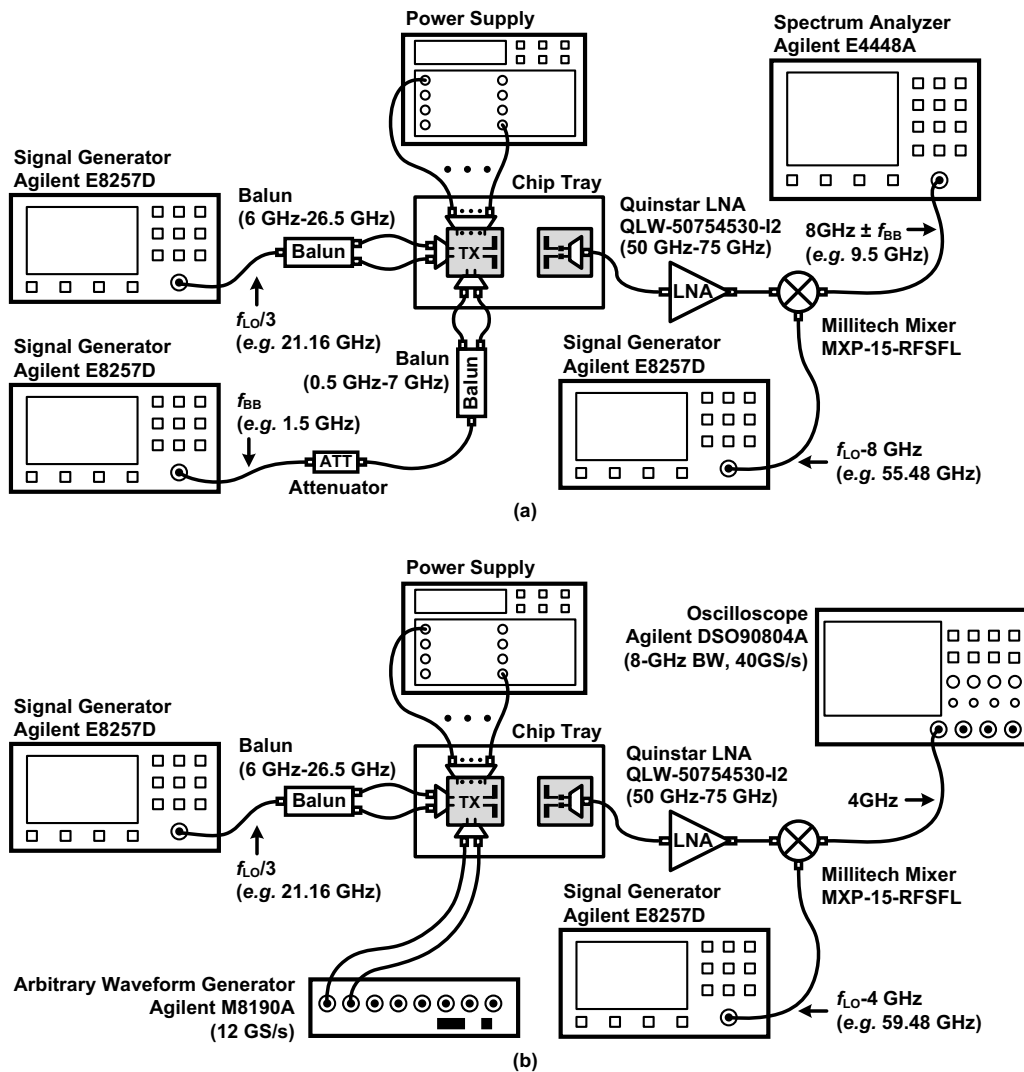 Power Supply
Spectrum Analyzer
Agilent E4448A
Signal Generator
Agilent E8257D
Balun
(6 GHz-26.5 GHz)
Chip Tray
Quinstar LNA
QLW-50754530-I2
(50 GHz-75 GHz)
8GHz ± fBB
(e.g. 9.5 GHz)
Balun
TX
LNA
fLO/3
(e.g. 21.16 GHz)
Millitech Mixer
MXP-15-RFSFL
Signal Generator
Agilent E8257D
Balun
(0.5 GHz-7 GHz)
Balun
Signal Generator
Agilent E8257D
fBB
(e.g. 1.5 GHz)
ATT
Attenuator
fLO-8 GHz
(e.g. 55.48 GHz)
(a)
Power Supply
Oscilloscope
Agilent DSO90804A
(8-GHz BW, 40GS/s)
Signal Generator
Agilent E8257D
Balun
(6 GHz-26.5 GHz)
Chip Tray
Quinstar LNA
QLW-50754530-I2
(50 GHz-75 GHz)
4GHz
Balun
TX
LNA
fLO/3
(e.g. 21.16 GHz)
Millitech Mixer
MXP-15-RFSFL
Signal Generator
Agilent E8257D
Arbitrary Waveform Generator
Agilent M8190A
(12 GS/s)
fLO-4 GHz
(e.g. 59.48 GHz)
(b)